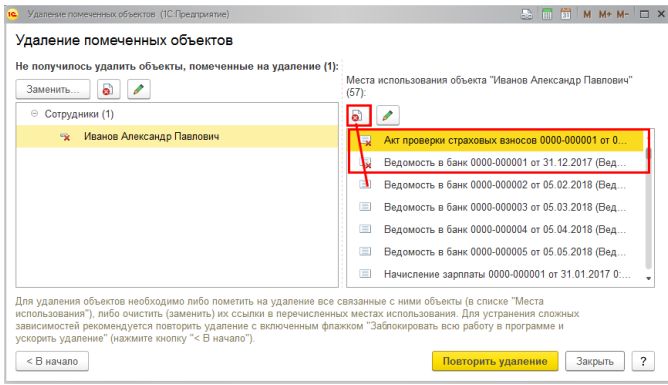 Удаление помеченных объектов (1С:Предприятие)
M M+ M-
Удаление помеченных объектов
Не получилось удалить объекты, помеченные на удаление (1):
Заменить...
Сотрудники (1)
Иванов Александр Павлович
Места использования объекта "Иванов Александр Павлович"
(57):
Акт проверки страховых взносов 0000-000001 от 0...
Ведомость в банк 0000-000001 от 31.12.2017 (Вед...
Ведомость в банк 0000-000002 от 05.02.2018 (Вед...
Ведомость в банк 0000-000003 от 05.03.2018 (Вед...
Ведомость в банк 0000-000004 от 05.04.2018 (Вед...
Ведомость в банк 0000-000005 от 05.05.2018 (Вед...
Начисление зарплаты 0000-000001 от 31.01.2017 0:...
Для удаления объектов необходимо либо пометить на удаление все связанные с ними объекты (в списке "Места
использования"), либо очистить (заменить) их ссылки в перечисленных местах использования. Для устранения сложных
зависимостей рекомендуется повторить удаление с включенным флажком "Заблокировать всю работу в программе и
ускорить удаление" (нажмите кнопку "< В начало").
< В начало
Повторить удаление
Закрыть
?